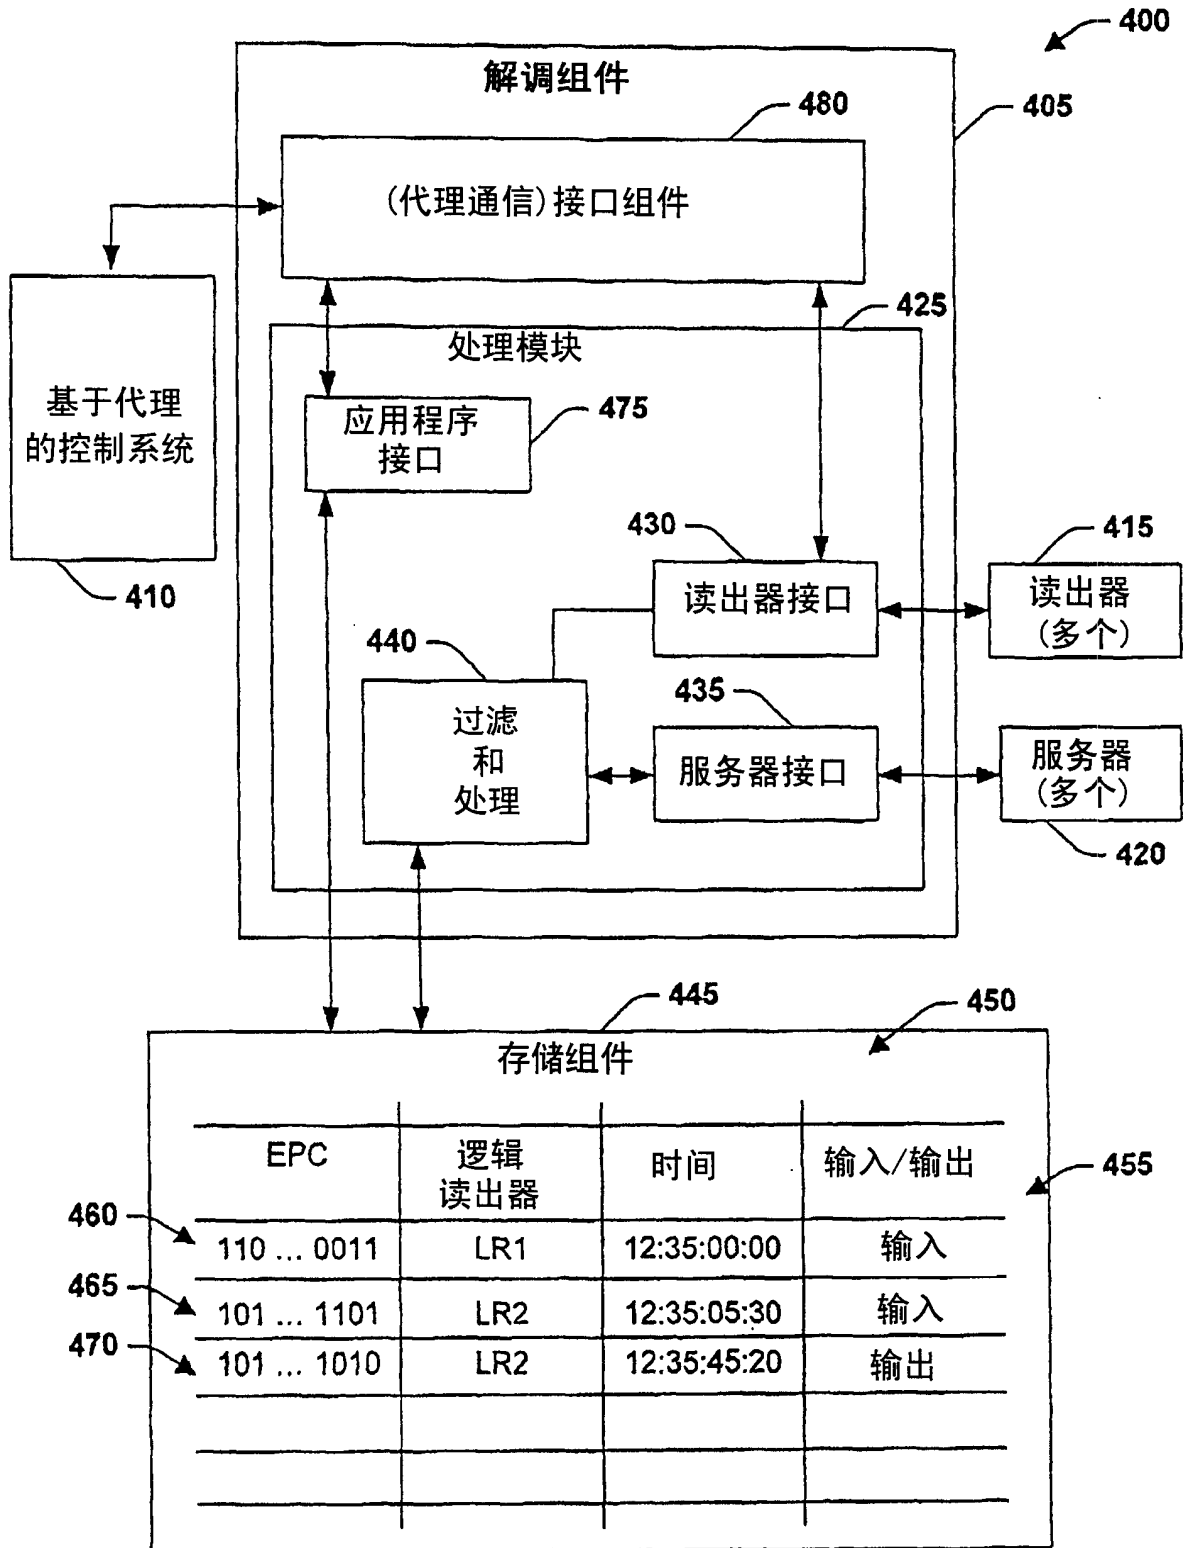 400
解调组件
405
480
(代理通信)接口组件
425
处理模块
基于代理
的控制系统
410
应用程序
接口
475
430
读出器接口
415
读出器
(多个)
440
过滤
和
处理
435
服务器接口
服务器
(多个)
420
445
450
存储组件
EPC
逻辑
读出器
时间
输入/输出
455
460
110 ... 0011
LR1
12:35:00:00
输入
465
101 ... 1101
LR2
12:35:05:30
输入
470
101 ... 1010
LR2
12:35:45:20
输出